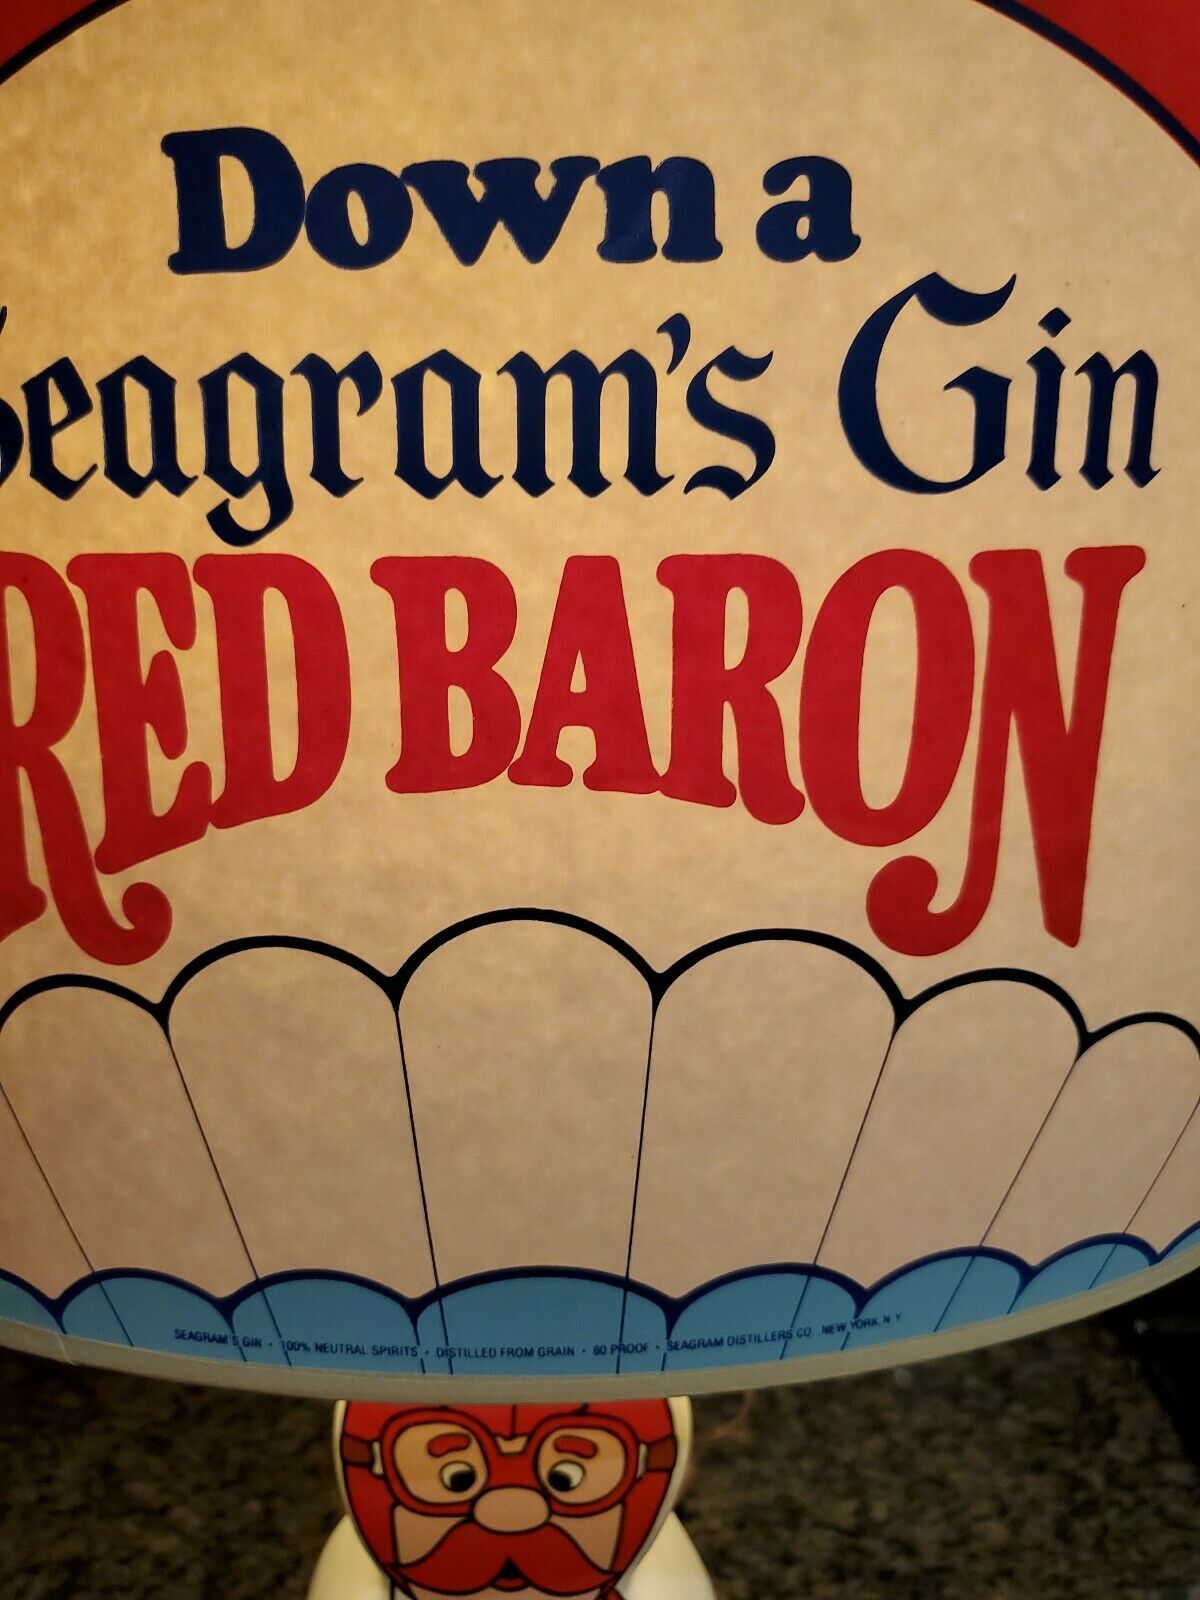 Down a
Seagram's Gin
RED BARON
SEAGRAM'S GIN • 100% NEUTRAL SPIRITS • DISTILLED FROM GRAIN • 80 PROOF • SEAGRAM DISTILLERS CO. NEW YORK, N.Y.